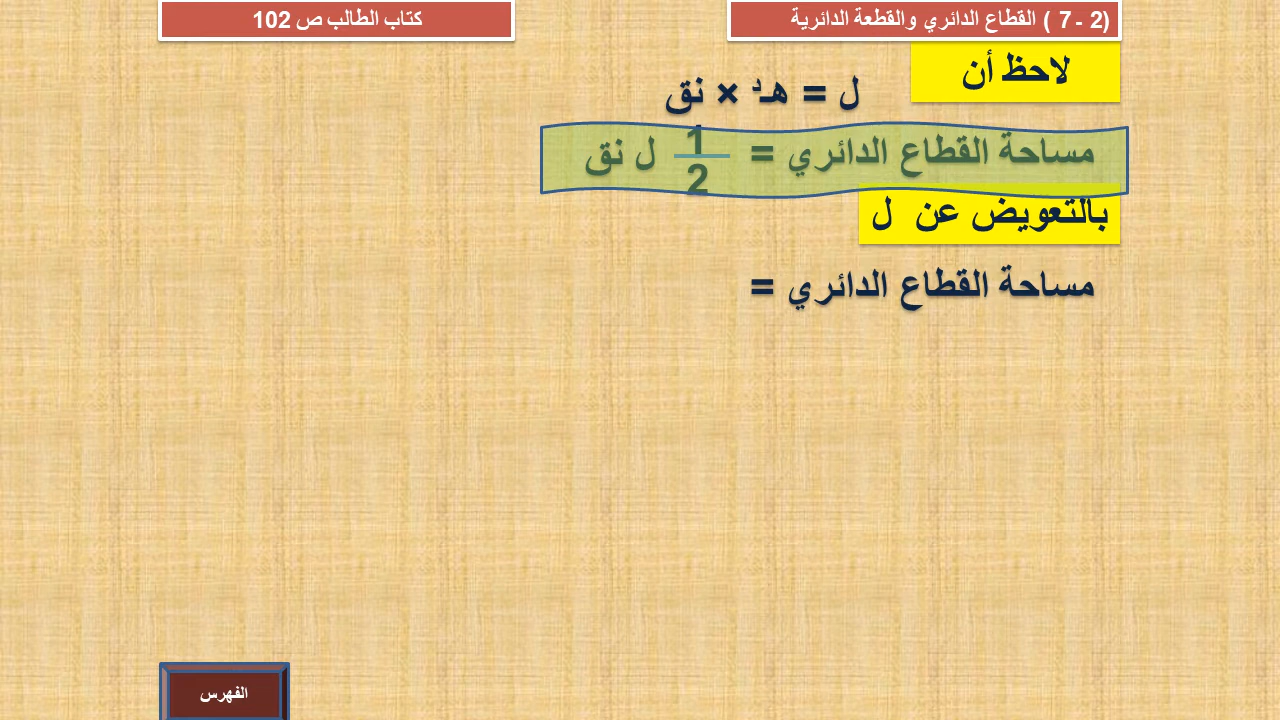 (2 - 7 ) القطاع الدائري والقطعة الدائرية
كتاب الطالب ص 102
لاحظ أن
ل = هـد × نق
مساحة القطاع الدائري = 1/2 ل نق
بالتعويض عن ل
مساحة القطاع الدائري =
الفهرس